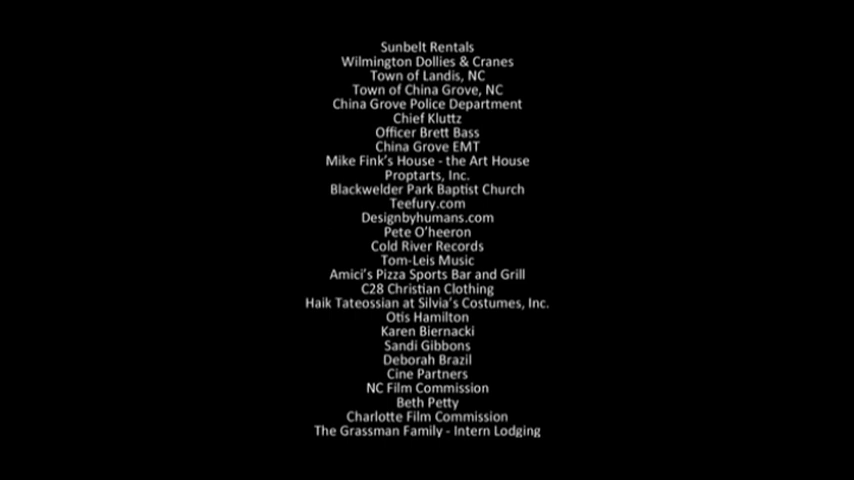 Sunbelt Rentals
Wilmington Dollies & Cranes
Town of Landis, NC
Town of China Grove, NC
China Grove Police Department
Chief Kluttz
Officer Brett Bass
China Grove EMT
Mike Fink's House - the Art House
Proptarts, Inc.
Blackwelder Park Baptist Church
Teefury.com
Designbyhumans.com
Pete O'heeron
Cold River Records
Tom-Leis Music
Amici's Pizza Sports Bar and Grill
C28 Christian Clothing
Haik Tateossian at Silvia's Costumes, Inc.
Otis Hamilton
Karen Biernacki
Sandi Gibbons
Deborah Brazil
Cine Partners
NC Film Commission
Beth Petty
Charlotte Film Commission
The Grassman Family - Intern Lodging